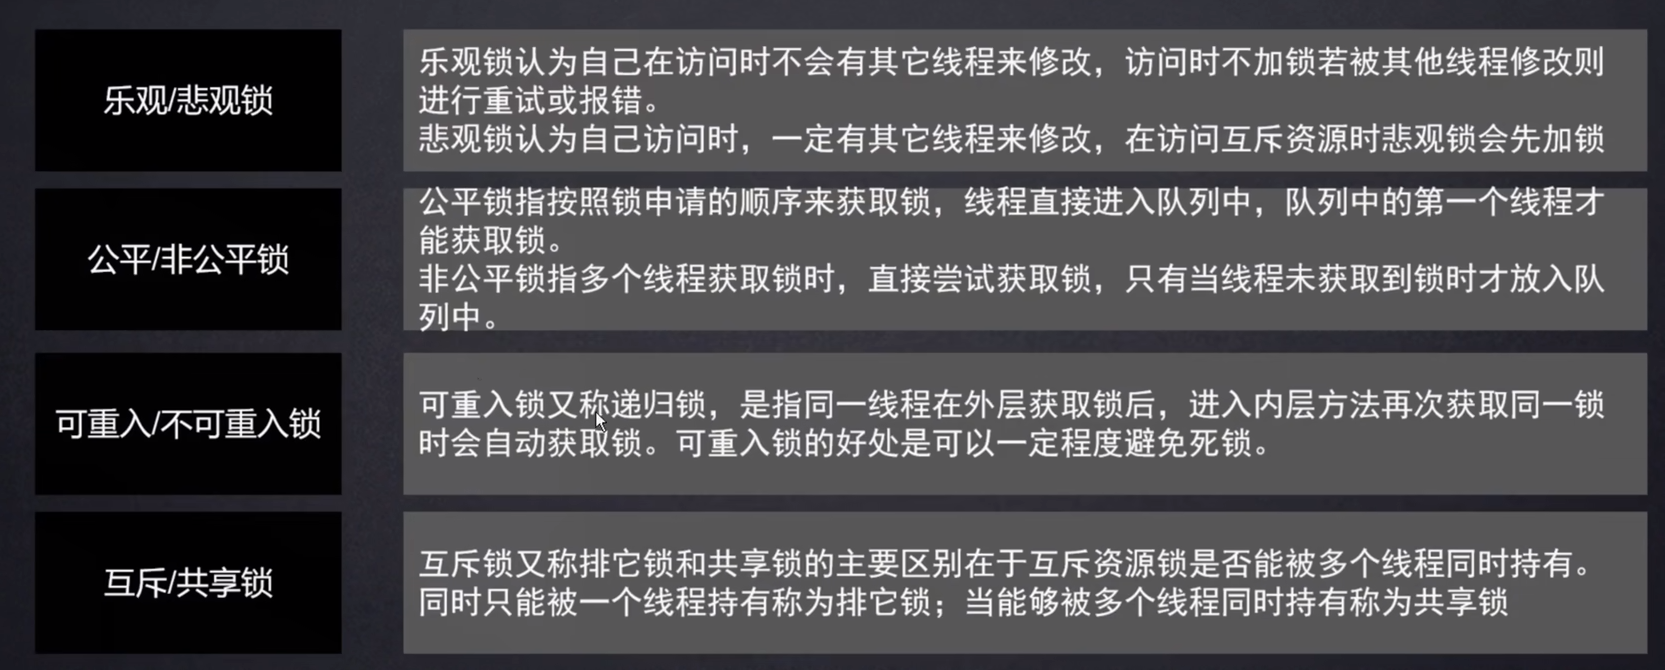 乐观/悲观锁
乐观锁认为自己在访问时不会有其它线程来修改，访问时不加锁若被其他线程修改则
进行重试或报错。
悲观锁认为自己访问时，一定有其它线程来修改，在访问互斥资源时悲观锁会先加锁
公平/非公平锁
公平锁指按照锁申请的顺序来获取锁，线程直接进入队列中，队列中的第一个线程才
能获取锁。
非公平锁指多个线程获取锁时，直接尝试获取锁，只有当线程未获取到锁时才放入队
列中。
可重入/不可重入锁
可重入锁又称递归锁，是指同一线程在外层获取锁后，进入内层方法再次获取同一锁
时会自动获取锁。可重入锁的好处是可以一定程度避免死锁。
互斥/共享锁
互斥锁又称排它锁和共享锁的主要区别在于互斥资源锁是否能被多个线程同时持有。
同时只能被一个线程持有称为排它锁；当能够被多个线程同时持有称为共享锁